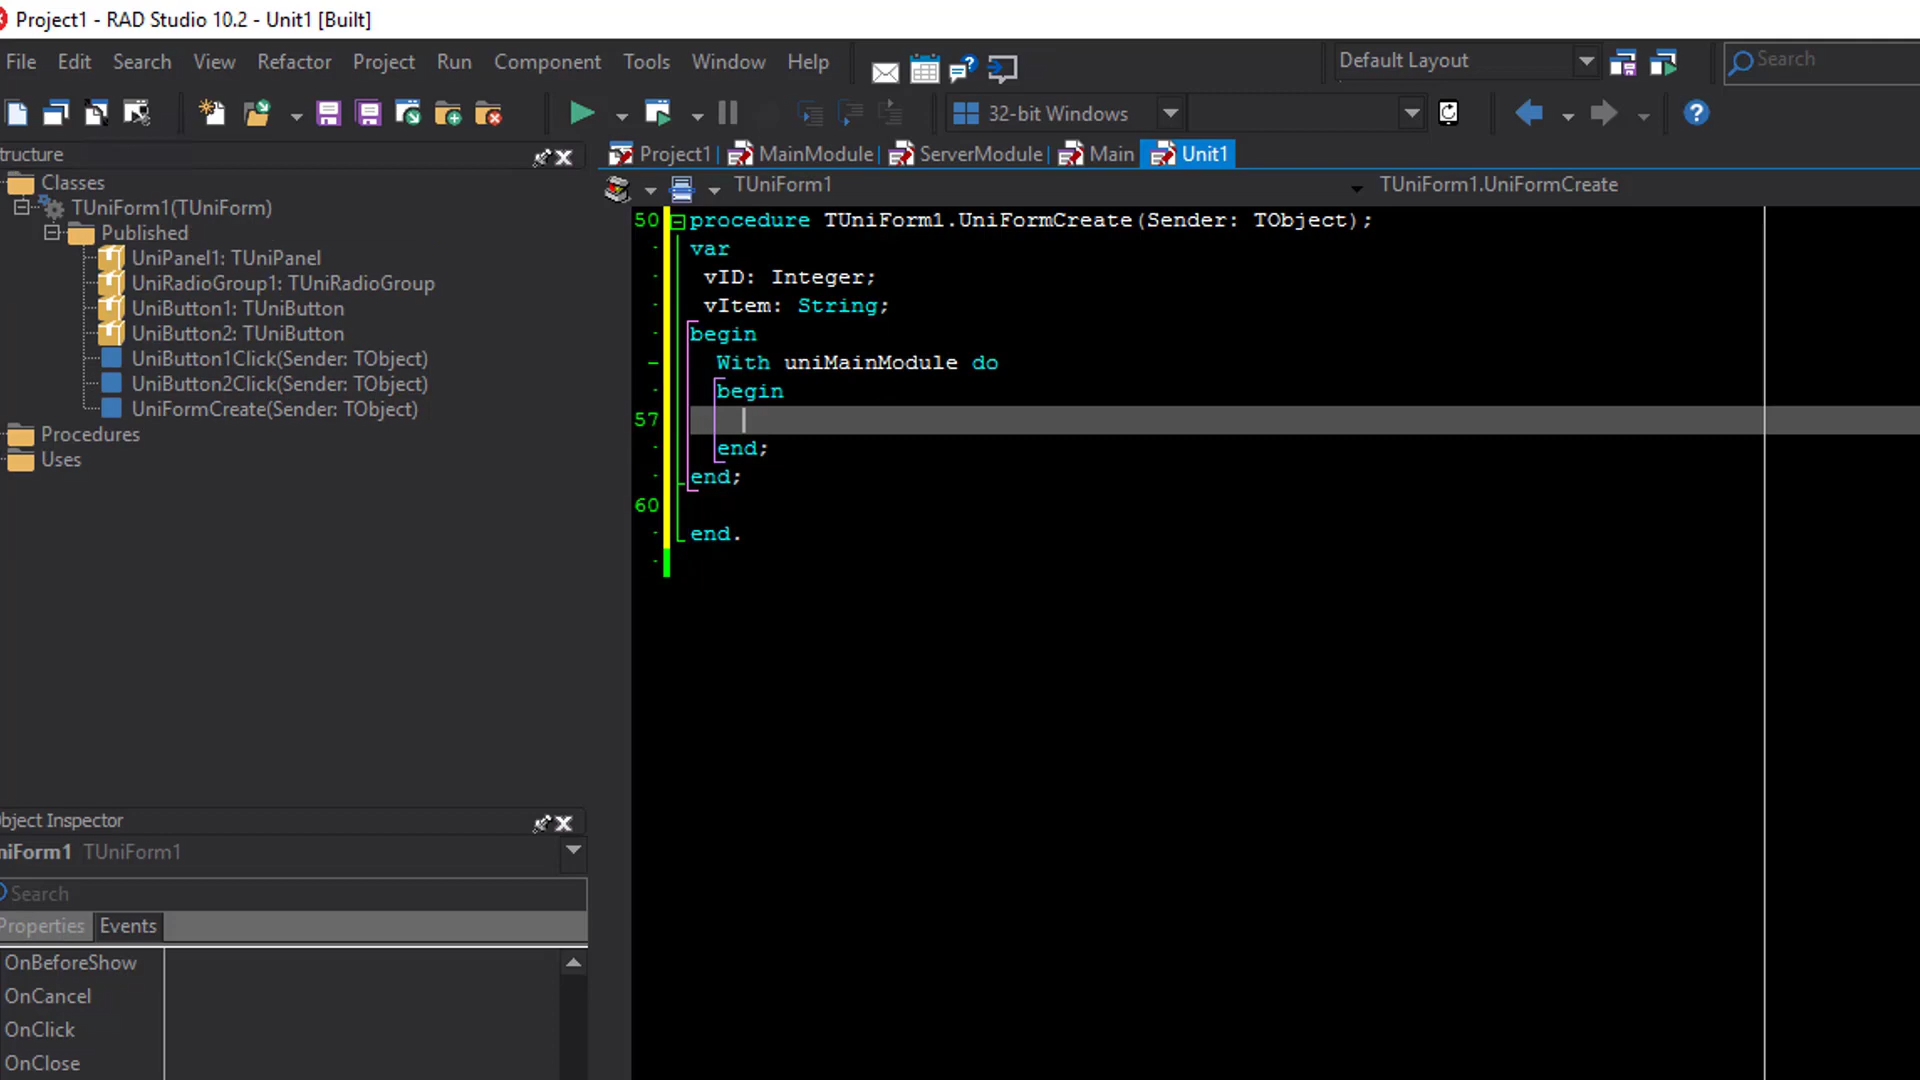 Project1 - RAD Studio 10.2 - Unit1 [Built]
File Edit Search View Refactor Project Run Component Tools Window Help
Default Layout
Search
32-bit Windows
tructure
Project1 MainModule ServerModule Main Unit1
TUniForm1
TUniForm1.UniFormCreate
Classes
TUniForm1(TUniForm)
Published
UniPanel1: TUniPanel
UniRadioGroup1: TUniRadioGroup
UniButton1: TUniButton
UniButton2: TUniButton
UniButton1Click(Sender: TObject)
UniButton2Click(Sender: TObject)
UniFormCreate(Sender: TObject)
Procedures
Uses
50 procedure TUniForm1.UniFormCreate(Sender: TObject);
var
vID: Integer;
vItem: String;
begin
With uniMainModule do
begin
57
end;
end;
60
end.
bject Inspector
niForm1 TUniForm1
Search
Properties Events
OnBeforeShow
OnCancel
OnClick
OnClose